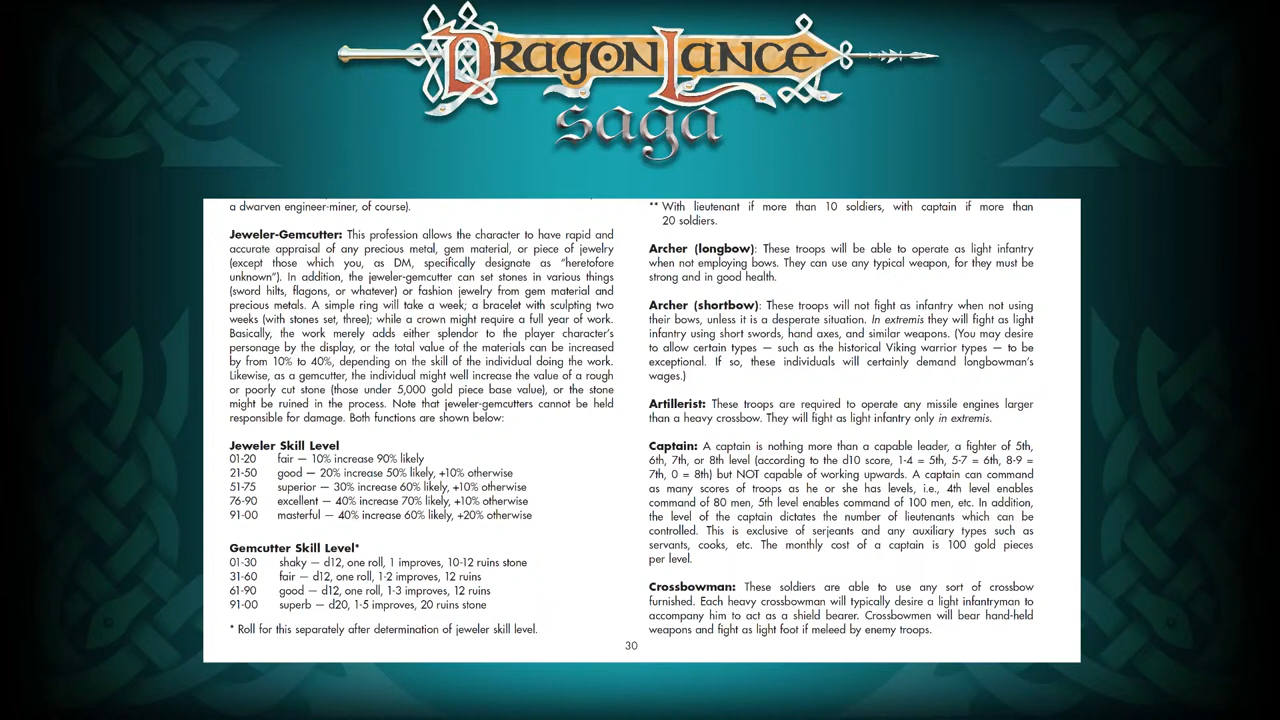 DragonLance
saga
a dwarven engineer-miner, of course).
Jeweler-Gemcutter: This profession allows the character to have rapid and
accurate appraisal of any precious metal, gem material, or piece of jewelry
(except those which you, as DM, specifically designate as “heretofore
unknown”). In addition, the jeweler-gemcutter can set stones in various things
(sword hilts, flagons, or whatever) or fashion jewelry from gem material and
precious metals. A simple ring will take a week; a bracelet with sculpting two
weeks (with stones set, three); while a crown might require a full year of work.
Basically, the work merely adds either splendor to the player character’s
personage by the display, or the total value of the materials can be increased
by from 10% to 40%, depending on the skill of the individual doing the work.
Likewise, as a gemcutter, the individual might well increase the value of a rough
or poorly cut stone (those under 5,000 gold piece base value), or the stone
might be ruined in the process. Note that jeweler-gemcutters cannot be held
responsible for damage. Both functions are shown below:
Jeweler Skill Level
01-20 fair — 10% increase 90% likely
21-50 good — 20% increase 50% likely, +10% otherwise
51-75 superior — 30% increase 60% likely, +10% otherwise
76-90 excellent — 40% increase 70% likely, +10% otherwise
91-00 masterful — 40% increase 60% likely, +20% otherwise
Gemcutter Skill Level*
01-30 shaky — d12, one roll, 1 improves, 10-12 ruins stone
31-60 fair — d12, one roll, 1-2 improves, 12 ruins
61-90 good — d12, one roll, 1-3 improves, 12 ruins
91-00 superb — d20, 1-5 improves, 20 ruins stone
* Roll for this separately after determination of jeweler skill level.
** With lieutenant if more than 10 soldiers, with captain if more than
20 soldiers.
Archer (longbow): These troops will be able to operate as light infantry
when not employing bows. They can use any typical weapon, for they must be
strong and in good health.
Archer (shortbow): These troops will not fight as infantry when not using
their bows, unless it is a desperate situation. In extremis they will fight as light
infantry using short swords, hand axes, and similar weapons. (You may desire
to allow certain types — such as the historical Viking warrior types — to be
exceptional. If so, these individuals will certainly demand longbowman’s
wages.)
Artillerist: These troops are required to operate any missile engines larger
than a heavy crossbow. They will fight as light infantry only in extremis.
Captain: A captain is nothing more than a capable leader, a fighter of 5th,
6th, 7th, or 8th level (according to the d10 score, 1-4 = 5th, 5-7 = 6th, 8-9 =
7th, 0 = 8th) but NOT capable of working upwards. A captain can command
as many scores of troops as he or she has levels, i.e., 4th level enables
command of 80 men, 5th level enables command of 100 men, etc. In addition,
the level of the captain dictates the number of lieutenants which can be
controlled. This is exclusive of serjeants and any auxiliary types such as
servants, cooks, etc. The monthly cost of a captain is 100 gold pieces
per level.
Crossbowman: These soldiers are able to use any sort of crossbow
furnished. Each heavy crossbowman will typically desire a light infantryman to
accompany him to act as a shield bearer. Crossbowmen will bear hand-held
weapons and fight as light foot if meleed by enemy troops.
30